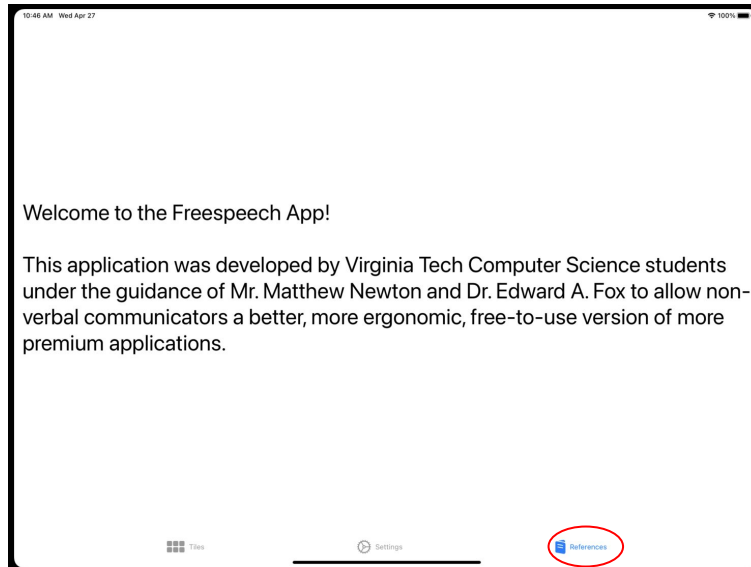 10:46 AM Wed Apr 27
100%
Welcome to the Freespeech App!
This application was developed by Virginia Tech Computer Science students
under the guidance of Mr. Matthew Newton and Dr. Edward A. Fox to allow non-
verbal communicators a better, more ergonomic, free-to-use version of more
premium applications.
Tiles
Settings
References